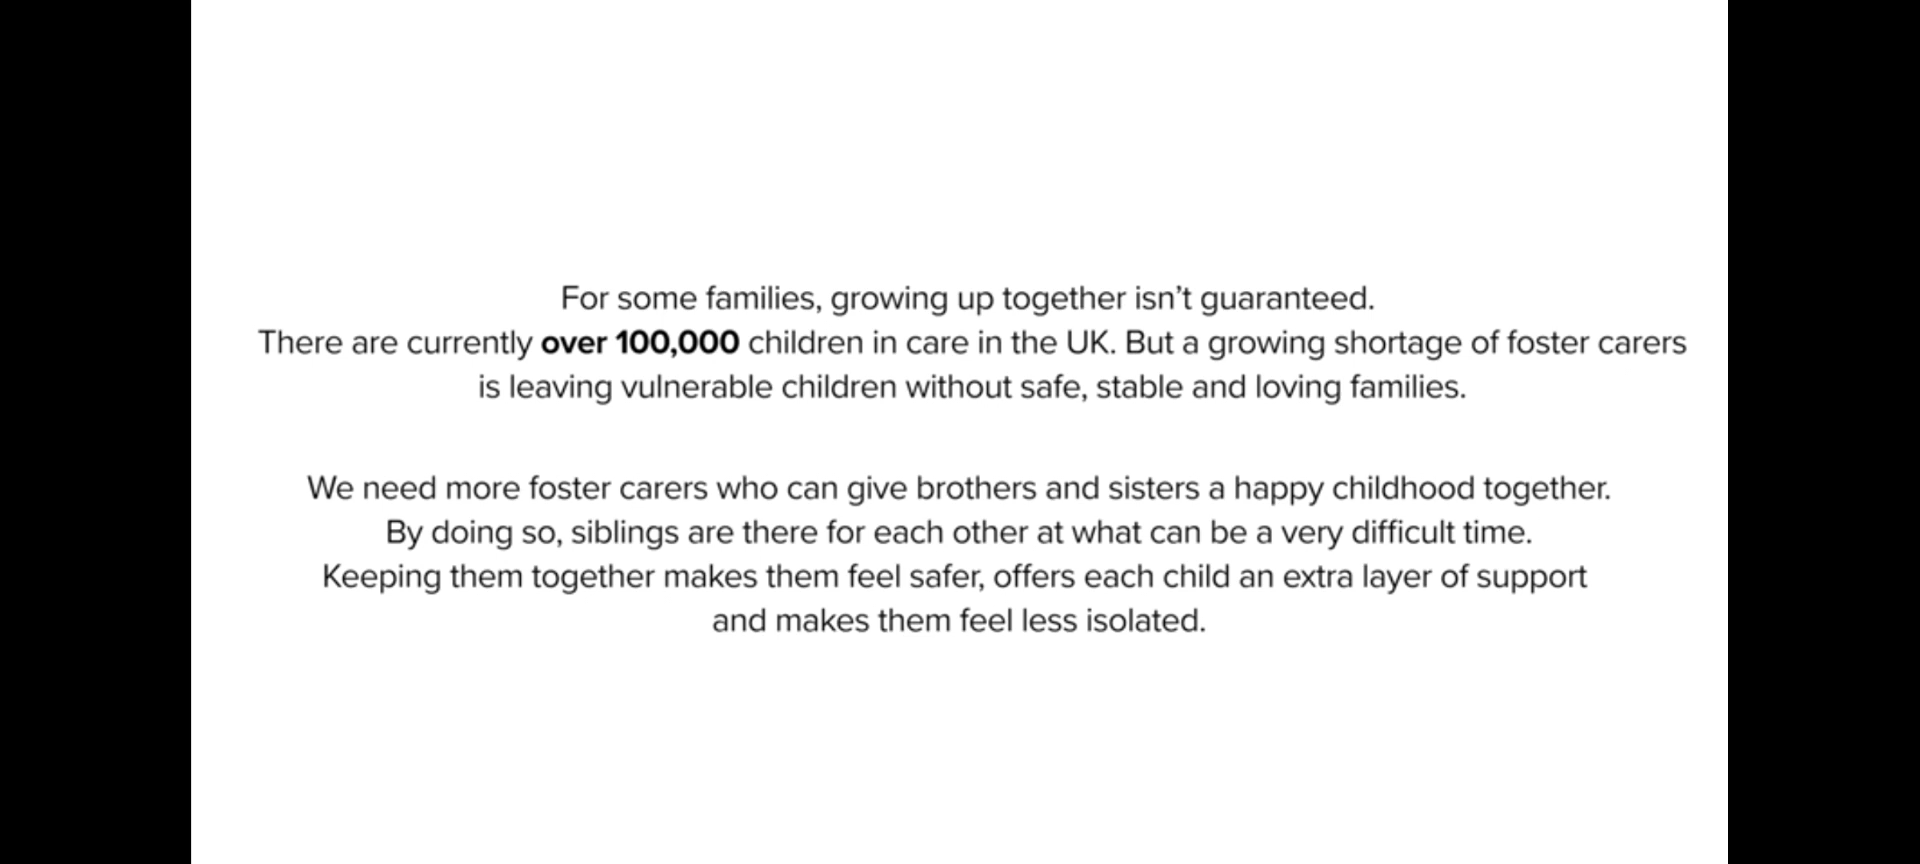 For some families, growing up together isn’t guaranteed.
There are currently over 100,000 children in care in the UK. But a growing shortage of foster carers
is leaving vulnerable children without safe, stable and loving families.
We need more foster carers who can give brothers and sisters a happy childhood together.
By doing so, siblings are there for each other at what can be a very difficult time.
Keeping them together makes them feel safer, offers each child an extra layer of support
and makes them feel less isolated.